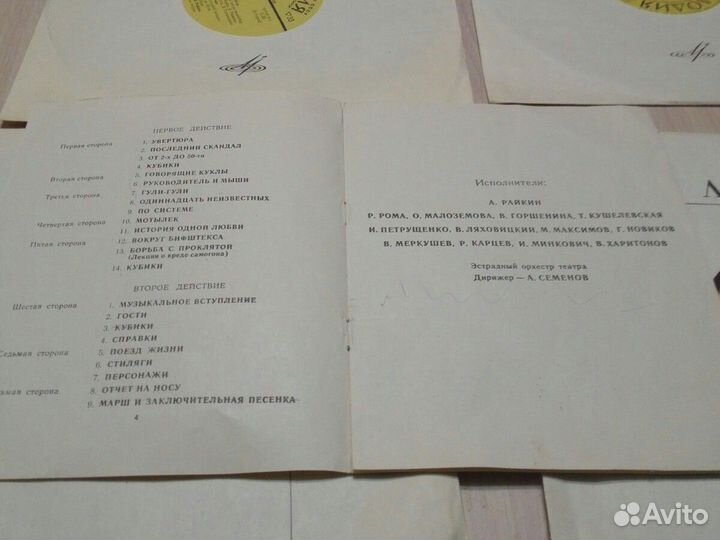 ПЕРВОЕ ДЕЙСТВИЕ
Первая сторона 1. УВЕРТЮРА
2. ПОСЛЕДНИЙ СКАНДАЛ
3. ОТ 2-х ДО 50-ти
4. КУБИКИ
Вторая сторона 5. ГОВОРЯЩИЕ КУКЛЫ
6. РУКОВОДИТЕЛЬ И МЫШИ
Третья сторона 7. ГУЛИ-ГУЛИ
8. ОДИННАДЦАТЬ НЕИЗВЕСТНЫХ
9. ПО СИСТЕМЕ
Четвертая сторона 10. МОТЫЛЕК
11. ИСТОРИЯ ОДНОЙ ЛЮБВИ
Пятая сторона 12. ВОКРУГ БИФШТЕКСА
13. БОРЬБА С ПРОКЛЯТОЙ
(Лекция о вреде самогона)
14. КУБИКИ
ВТОРОЕ ДЕЙСТВИЕ
Шестая сторона 1. МУЗЫКАЛЬНОЕ ВСТУПЛЕНИЕ
2. ГОСТИ
3. КУБИКИ
4. СПРАВКИ
Седьмая сторона 5. ПОЕЗД ЖИЗНИ
6. СТИЛЯГИ
7. ПЕРСОНАЖИ
ьмая сторона 8. ОТЧЕТ НА НОСУ
9. МАРШ И ЗАКЛЮЧИТЕЛЬНАЯ ПЕСЕНКА
4
Исполнители:
А. РАЙКИН
Р. РОМА, О. МАЛОЗЕМОВА, В. ГОРШЕНИНА, Т. КУШЕЛЕВСКАЯ
И. ПЕТРУЩЕНКО, В. ЛЯХОВИЦКИЙ, М. МАКСИМОВ, Г. НОВИКОВ
В. МЕРКУШЕВ, Р. КАРЦЕВ, И. МИНКОВИЧ, В. ХАРИТОНОВ
Эстрадный оркестр театра
Дирижер — А. СЕМЕНОВ
Avito